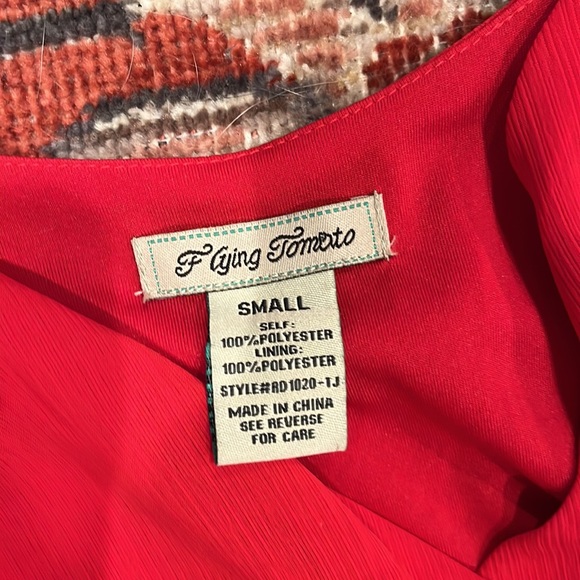 Flying Tomato
SMALL
SELF:
100%POLYESTER
LINING:
100%POLYESTER
STYLE#RD1020-TJ
MADE IN CHINA
SEE REVERSE
FOR CARE